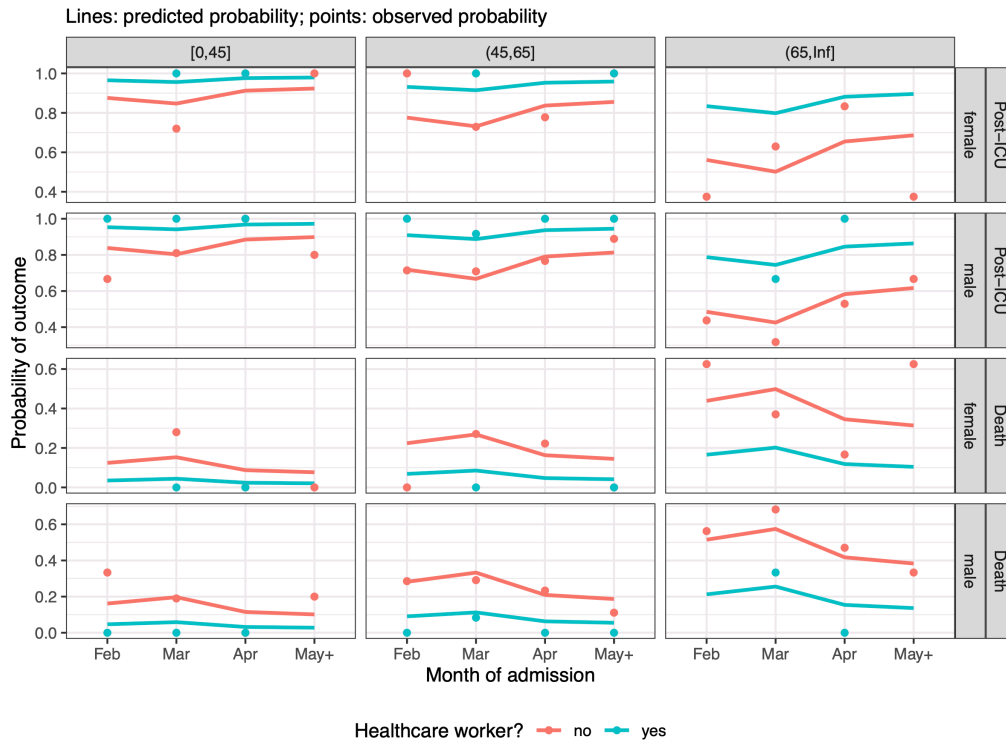 Lines: predicted probability; points: observed probability
[0,45] (45,65] (65,Inf]
1.0
0.8
0.6
0.4
female Post−ICU
1.0
0.8
0.6
0.4
male Post−ICU
0.6
0.4
0.2
0.0
female Death
0.6
0.4
0.2
0.0
male Death
Probability of outcome
Feb Mar Apr May+ Feb Mar Apr May+ Feb Mar Apr May+
Month of admission
Healthcare worker? no yes